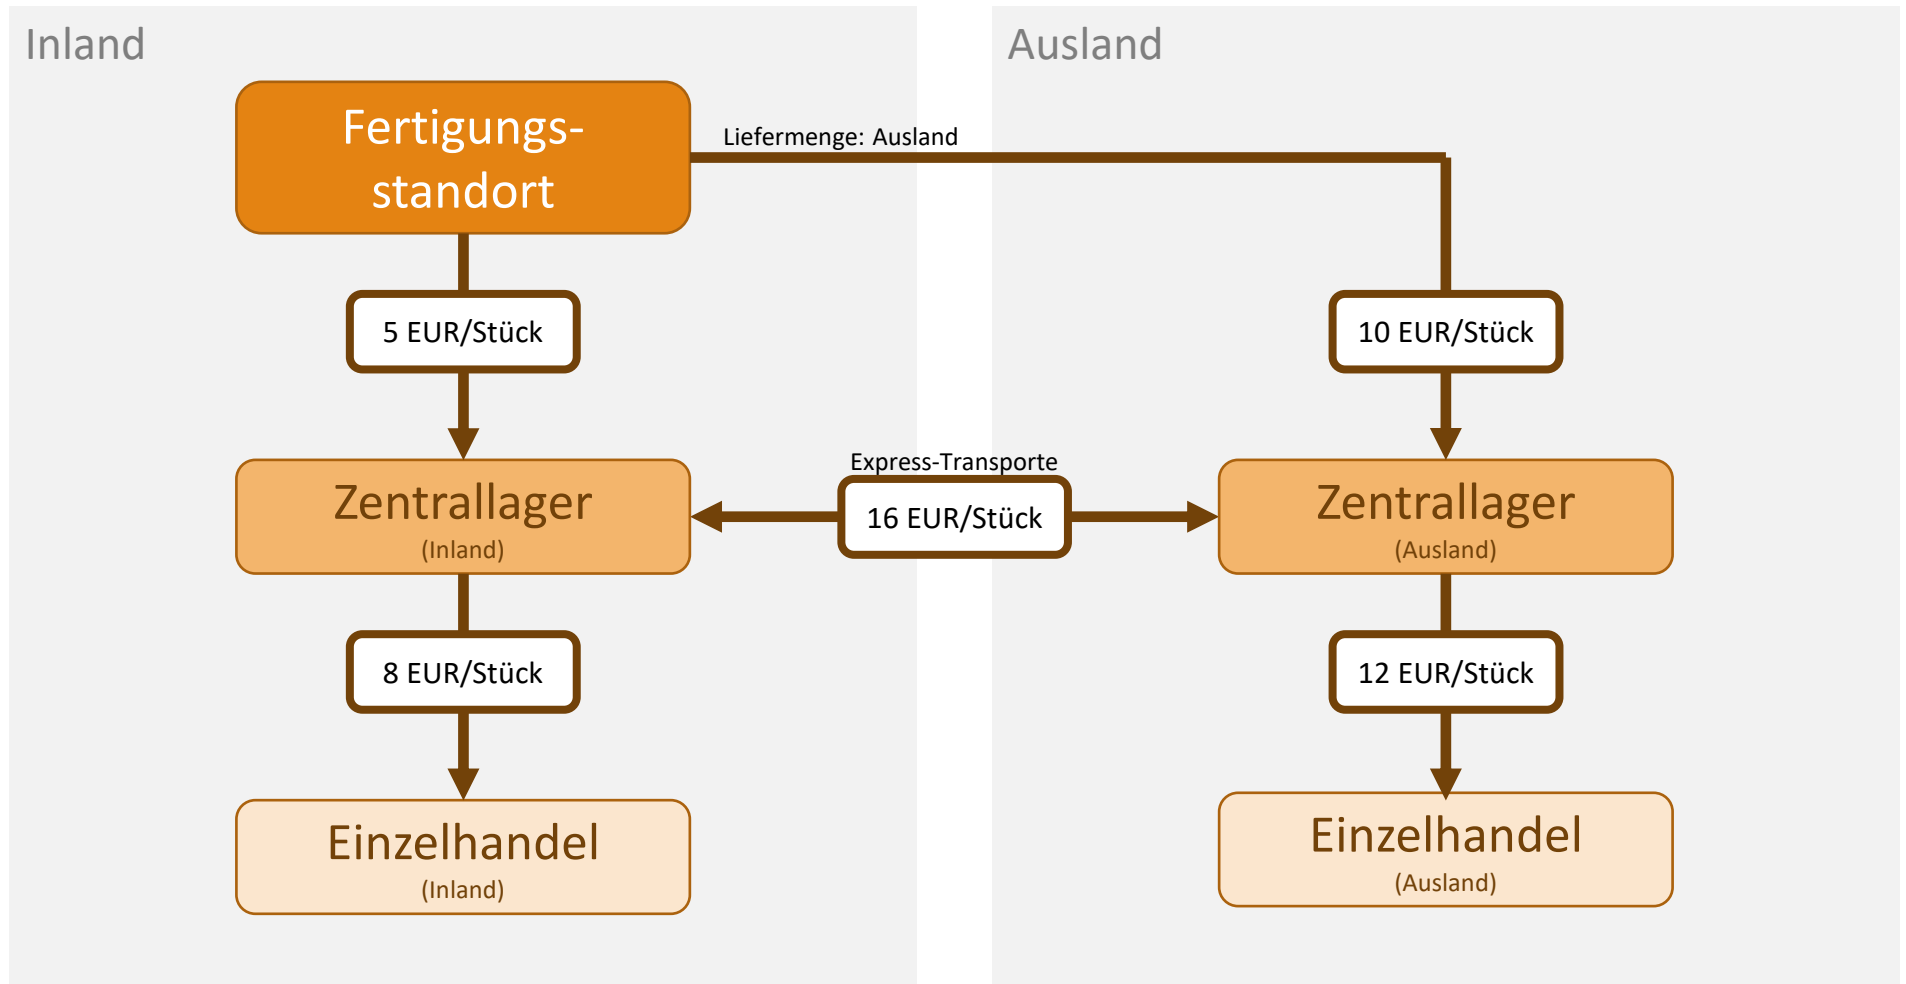 Inland
Ausland
Fertigungs-
standort
Liefermenge: Ausland
5 EUR/Stück
10 EUR/Stück
Express-Transporte
Zentrallager
(Inland)
16 EUR/Stück
Zentrallager
(Ausland)
8 EUR/Stück
12 EUR/Stück
Einzelhandel
(Inland)
Einzelhandel
(Ausland)